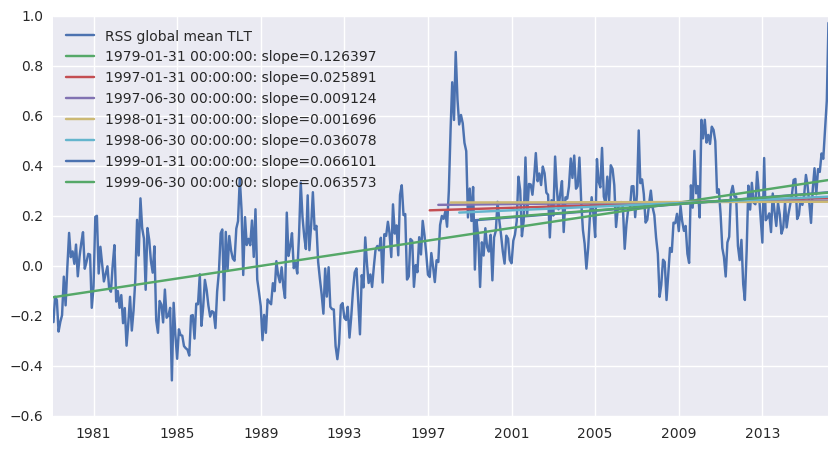 1.0
0.8
0.6
0.4
0.2
0.0
−0.2
−0.4
−0.6
RSS global mean TLT
1979-01-31 00:00:00: slope=0.126397
1997-01-31 00:00:00: slope=0.025891
1997-06-30 00:00:00: slope=0.009124
1998-01-31 00:00:00: slope=0.001696
1998-06-30 00:00:00: slope=0.036078
1999-01-31 00:00:00: slope=0.066101
1999-06-30 00:00:00: slope=0.063573
1981 1985 1989 1993 1997 2001 2005 2009 2013